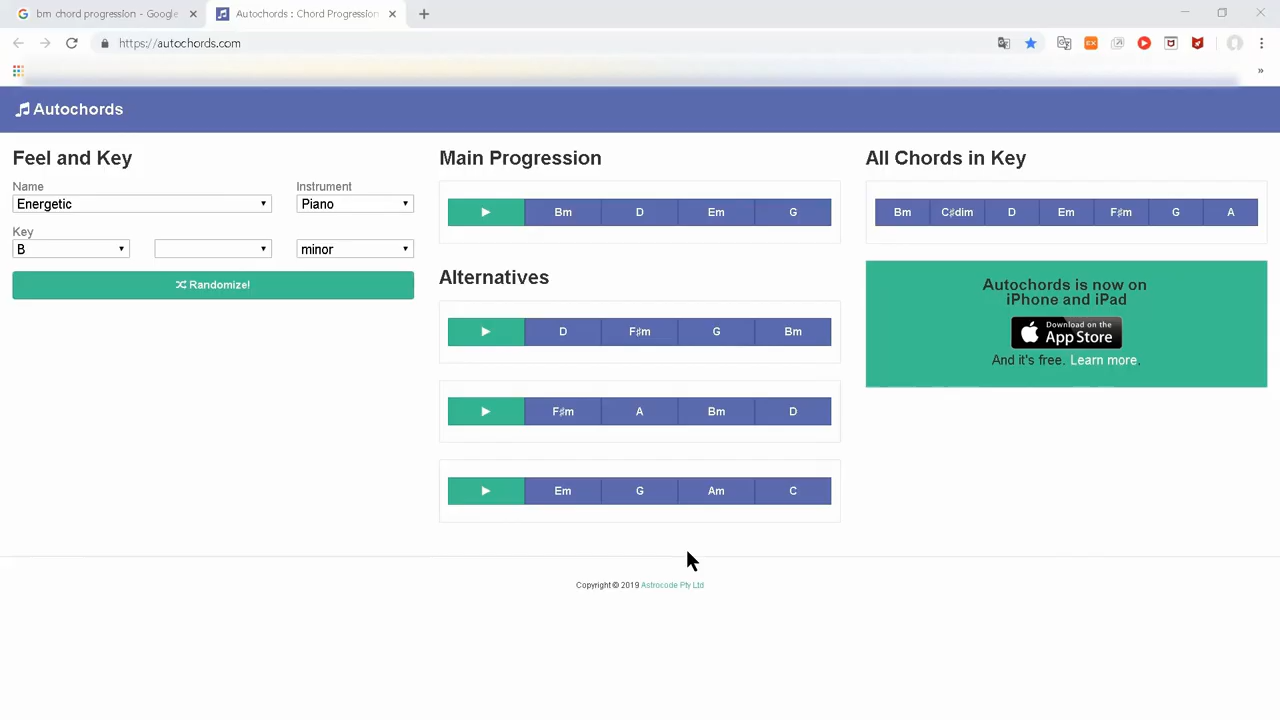 bm chord progression - Google
Autochords : Chord Progression
https://autochords.com
»
Autochords
Feel and Key
Name
Instrument
Energetic
Piano
Key
B
minor
Randomize!
Main Progression
Bm D Em G
Alternatives
D F♯m G Bm
F♯m A Bm D
Em G Am C
All Chords in Key
Bm C♯dim D Em F♯m G A
Autochords is now on
iPhone and iPad
Download on the
App Store
And it's free. Learn more.
Copyright © 2019 Astrocode Pty Ltd